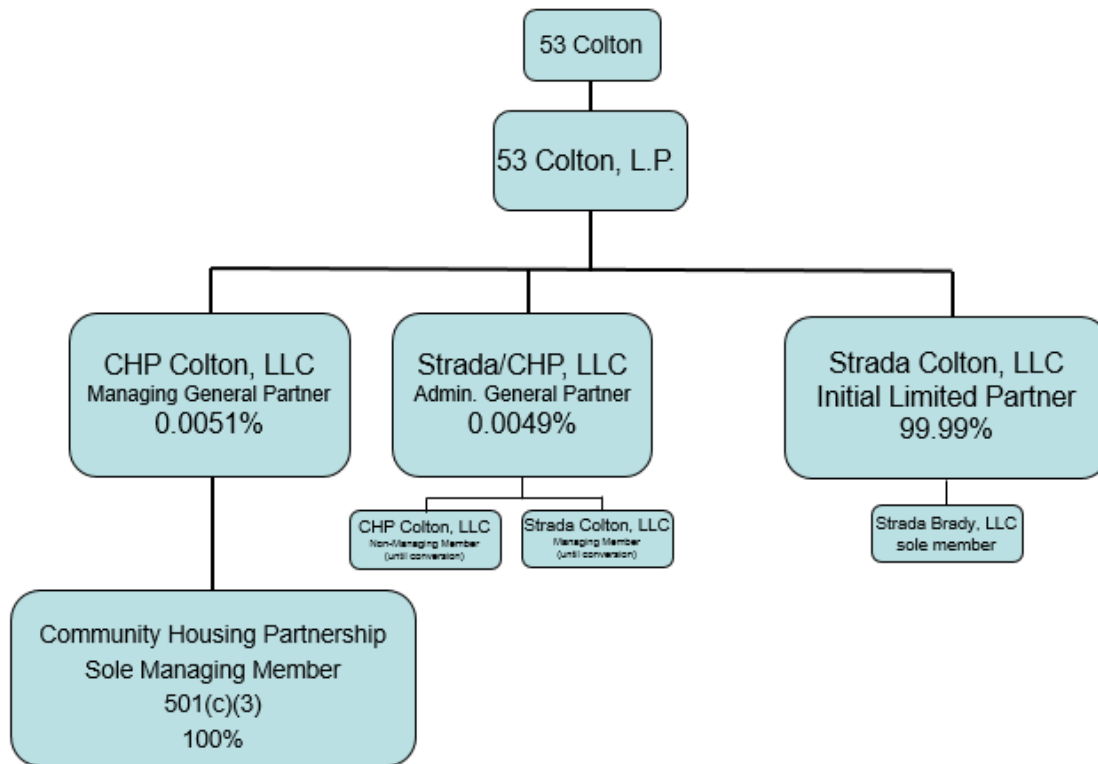 53 Colton
53 Colton, L.P.
CHP Colton, LLC
Managing General Partner
0.0051%
Strada/CHP, LLC
Admin. General Partner
0.0049%
Strada Colton, LLC
Initial Limited Partner
99.99%
CHP Colton, LLC
Non-Managing Member
(until conversion)
Strada Colton, LLC
Managing Member
(until conversion)
Strada Brady, LLC
sole member
Community Housing Partnership
Sole Managing Member
501(c)(3)
100%